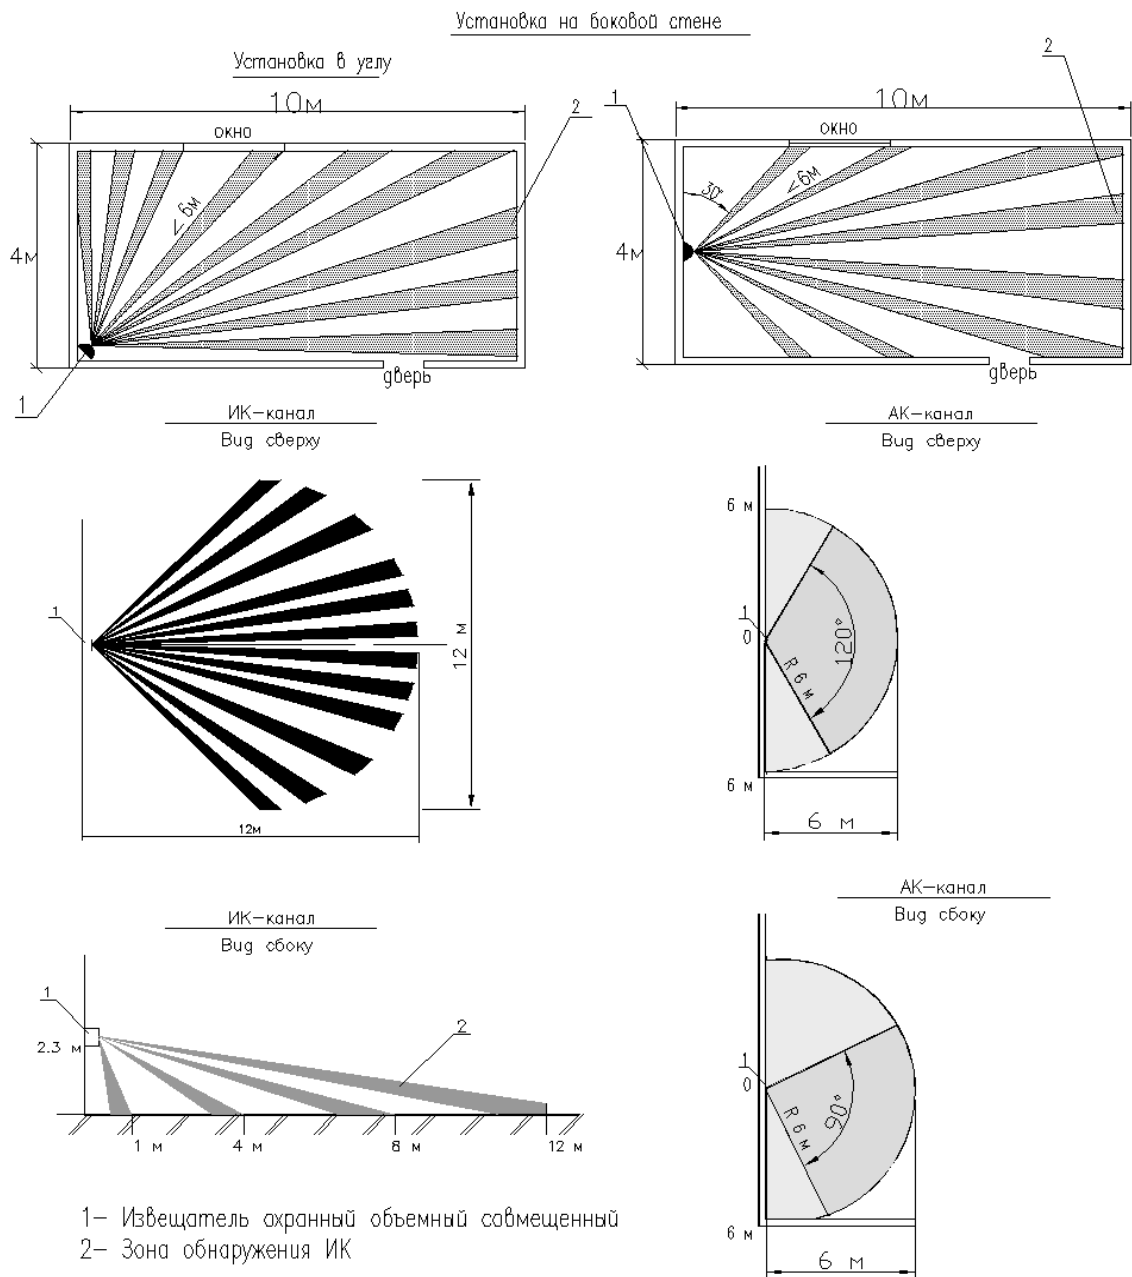 Установка на боковой стене
Установка в углу
10м
2
окно
<6м
4м
дверь
1
1
10м
2
окно
30°
<6м
4м
дверь
ИК-канал
Вид сверху
1
12 м
12м
АК-канал
Вид сверху
6 м
1
0
120°
R 6 м
6 м
6 м
ИК-канал
Вид сбоку
1
2.3 м
2
1 м
4 м
8 м
12 м
АК-канал
Вид сбоку
1
0
90°
R 6 м
6 м
6 м
1- Извещатель охранный объемный савмещенный
2- Зона обнаружения ИК